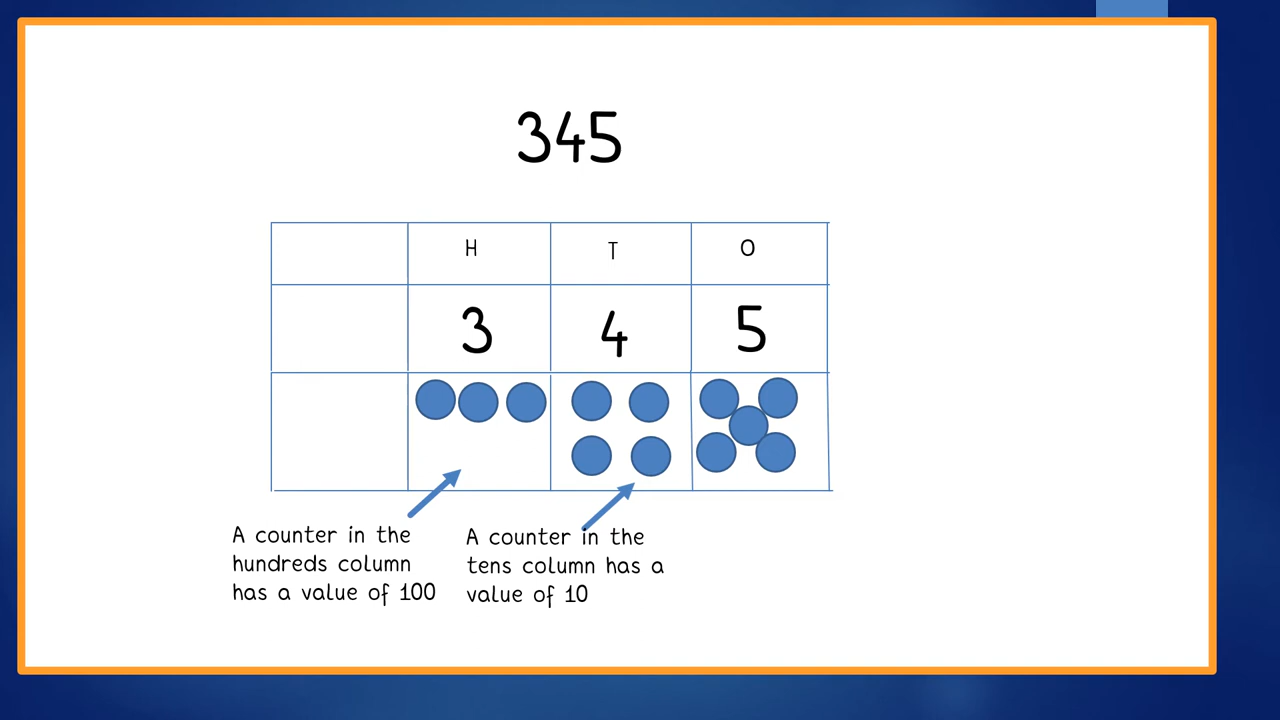 345
H T O
3 4 5
A counter in the
hundreds column
has a value of 100
A counter in the
tens column has a
value of 10